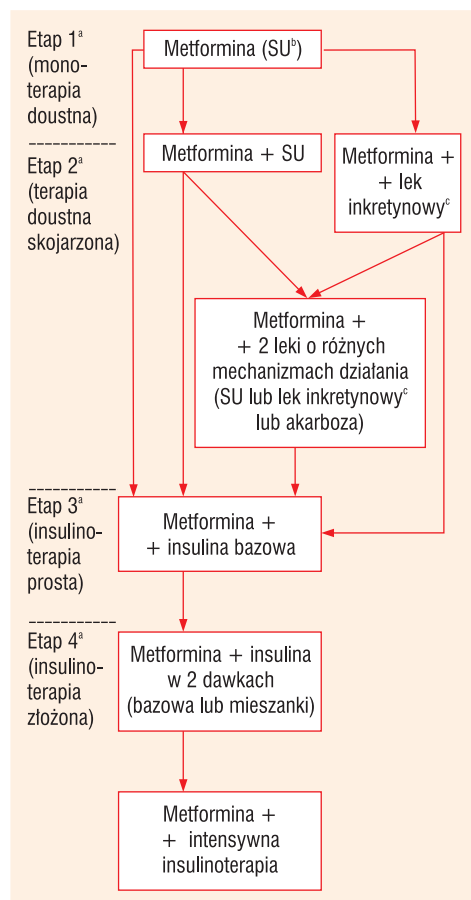 Etap 1ᵃ
(mono-
terapia
doustna)
Metformina (SUᵇ)
Etap 2ᵃ
(terapia
doustna
skojarzona)
Metformina + SU
Metformina +
+ lek
inkretynowyᶜ
Metformina +
+ 2 leki o różnych
mechanizmach działania
(SU lub lek inkretynowyᶜ
lub akarboza)
Etap 3ᵃ
(insulino-
terapia
prosta)
Metformina +
+ insulina bazowa
Etap 4ᵃ
(insulino-
terapia
złożona)
Metformina + insulina
w 2 dawkach
(bazowa lub mieszanki)
Metformina +
+ intensywna
insulinoterapia